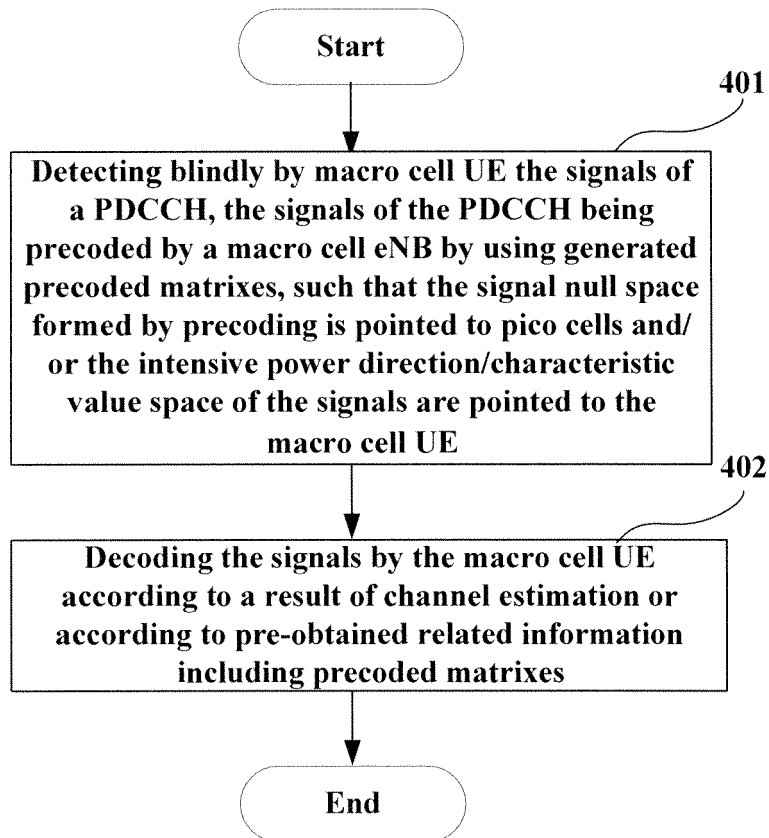 Start
401
Detecting blindly by macro cell UE the signals of
a PDCCH, the signals of the PDCCH being
precoded by a macro cell eNB by using generated
precoded matrixes, such that the signal null space
formed by precoding is pointed to pico cells and/
or the intensive power direction/characteristic
value space of the signals are pointed to the
macro cell UE
402
Decoding the signals by the macro cell UE
according to a result of channel estimation or
according to pre-obtained related information
including precoded matrixes
End